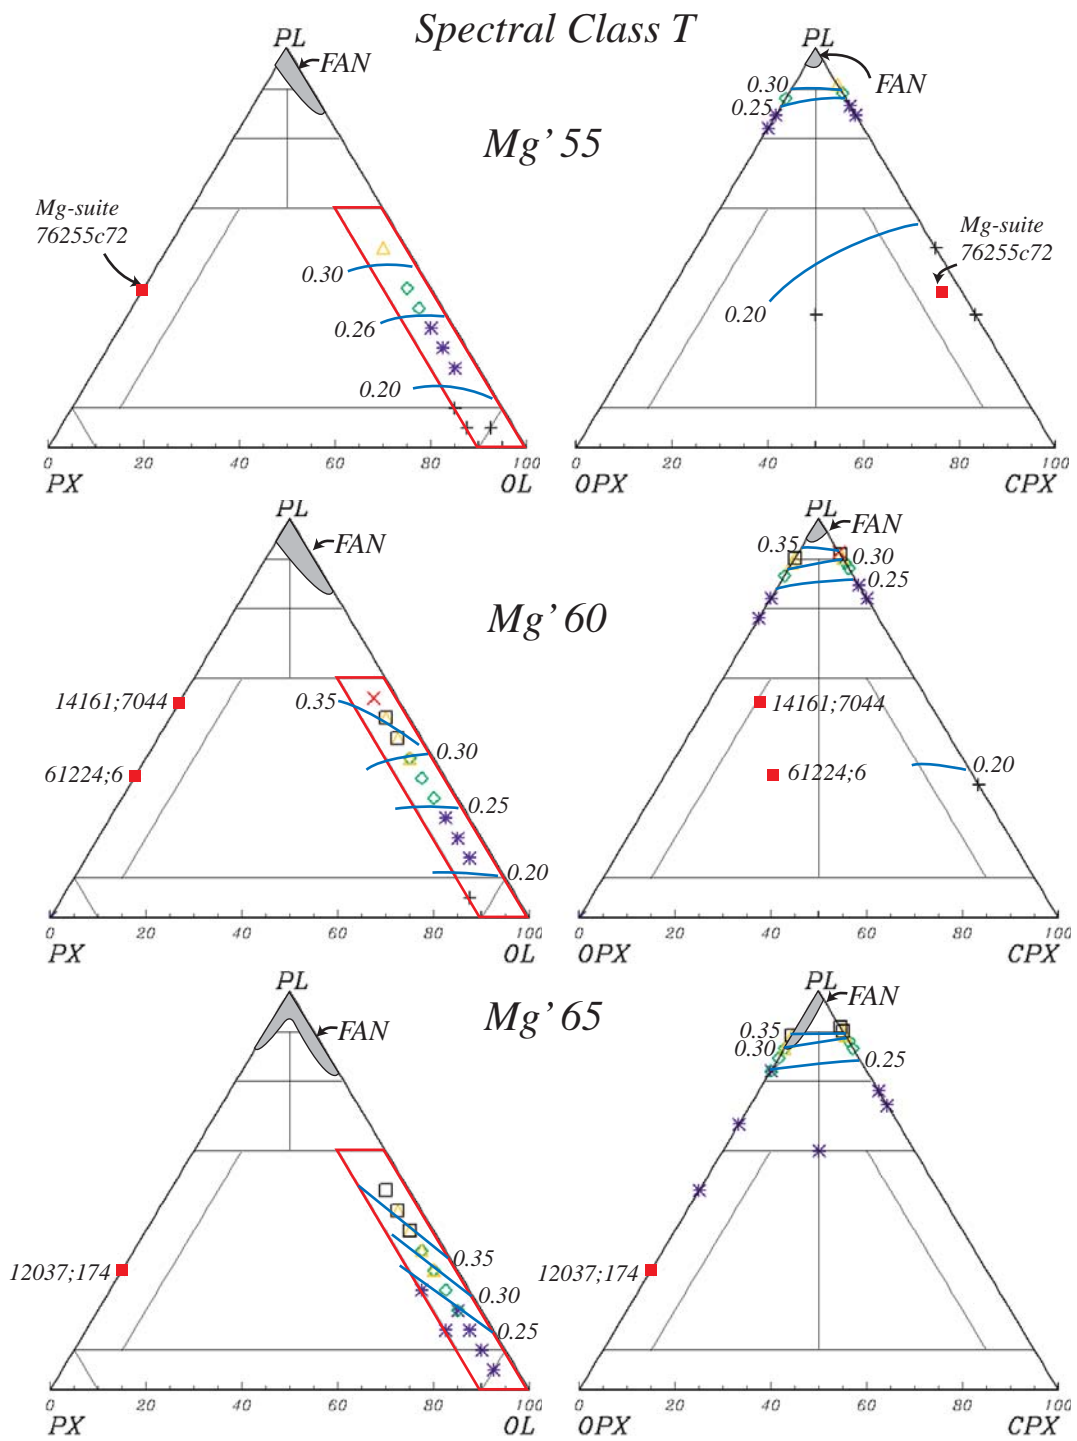 Spectral Class T
PL
FAN
Mg-suite
76255c72
0.30
0.26
0.20
0 20 40 60 80 100
PX OL
Mg’ 55
PL
FAN
0.30
0.25
Mg-suite
76255c72
0.20
0 20 40 60 80 100
OPX CPX
PL
FAN
14161;7044
61224;6
0.35
0.30
0.25
0.20
0 20 40 60 80 100
PX OL
Mg’ 60
PL
FAN
0.35
0.30
0.25
14161;7044
61224;6
0.20
0 20 40 60 80 100
OPX CPX
PL
FAN
12037;174
0.35
0.30
0.25
0 20 40 60 80 100
PX OL
Mg’ 65
PL
FAN
0.35
0.30
0.25
12037;174
0 20 40 60 80 100
OPX CPX